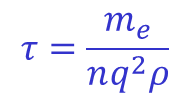 τ = mₑ / nq²ρ